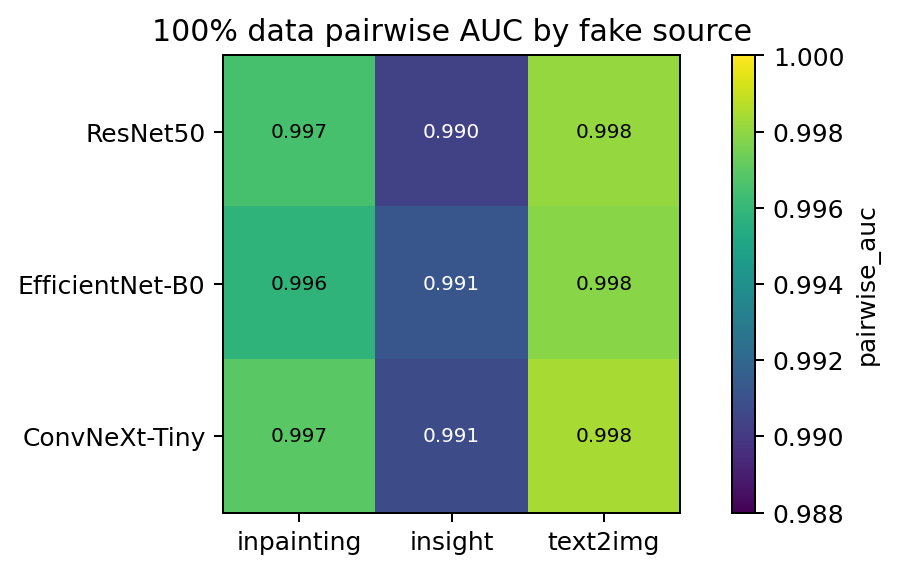 100% data pairwise AUC by fake source
ResNet50
0.997 0.990 0.998
EfficientNet-B0
0.996 0.991 0.998
ConvNeXt-Tiny
0.997 0.991 0.998
inpainting insight text2img
1.000
0.998
0.996
0.994
0.992
0.990
0.988
pairwise_auc